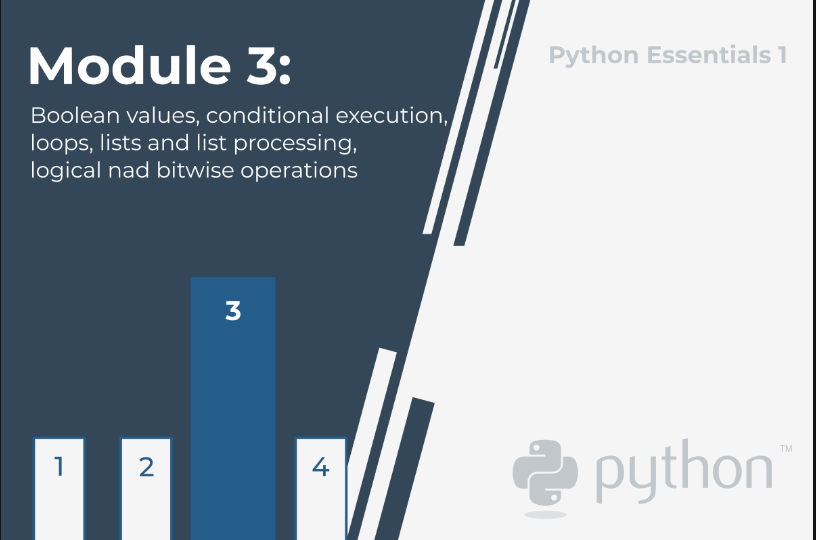 Module 3:
Python Essentials 1
Boolean values, conditional execution,
loops, lists and list processing,
logical nad bitwise operations
3
1
2
4
python™